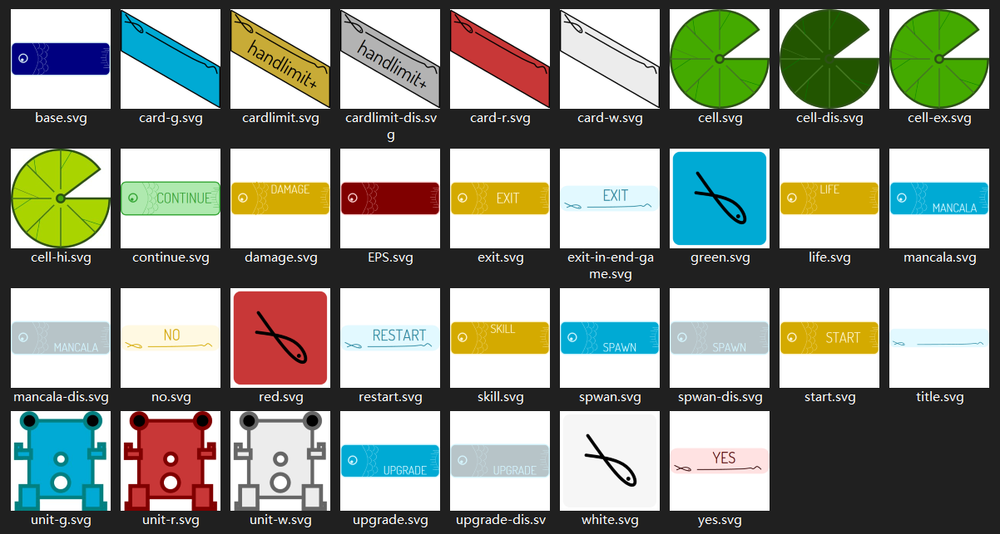 handlimit+
handlimit+
base.svg
card-g.svg
cardlimit.svg
cardlimit-dis.sv
g
card-r.svg
card-w.svg
cell.svg
cell-dis.svg
cell-ex.svg
CONTINUE
DAMAGE
EXIT
EXIT
LIFE
MANCALA
cell-hi.svg
continue.svg
damage.svg
EPS.svg
exit.svg
exit-in-end-ga
me.svg
green.svg
life.svg
mancala.svg
MANCALA
NO
RESTART
SKILL
SPAWN
SPAWN
START
mancala-dis.svg
no.svg
red.svg
restart.svg
skill.svg
spwan.svg
spwan-dis.svg
start.svg
title.svg
UPGRADE
UPGRADE
YES
unit-g.svg
unit-r.svg
unit-w.svg
upgrade.svg
upgrade-dis.sv
white.svg
yes.svg